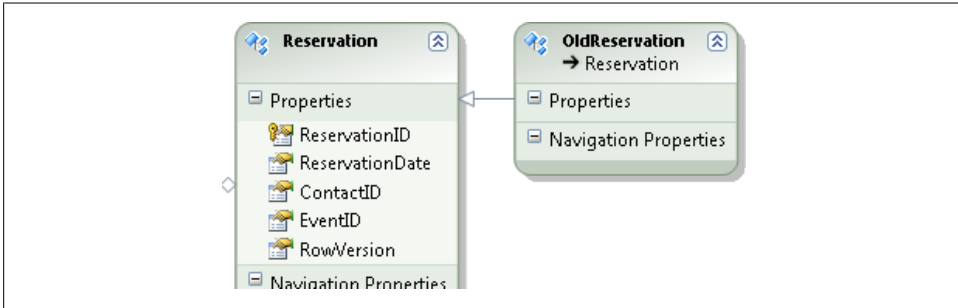 Reservation
Properties
ReservationID
ReservationDate
ContactID
EventID
RowVersion
Navigation Properties
OldReservation
→ Reservation
Properties
Navigation Properties